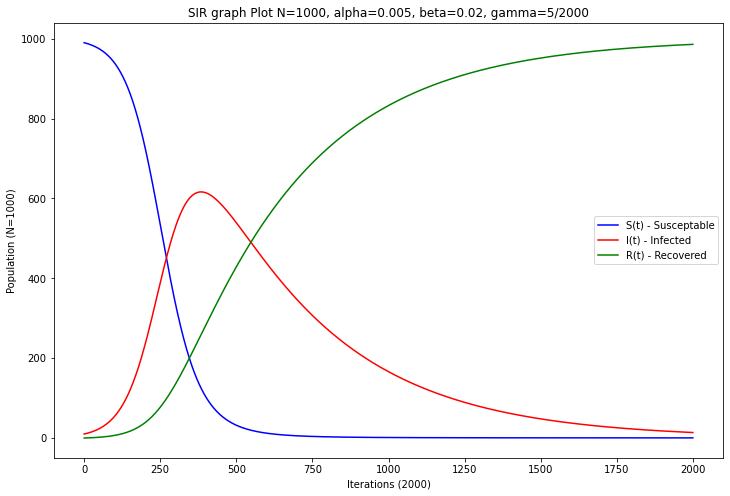 SIR graph Plot N=1000, alpha=0.005, beta=0.02, gamma=5/2000
1000
800
600
400
200
0
Population (N=1000)
S(t) - Susceptable
I(t) - Infected
R(t) - Recovered
0 250 500 750 1000 1250 1500 1750 2000
Iterations (2000)